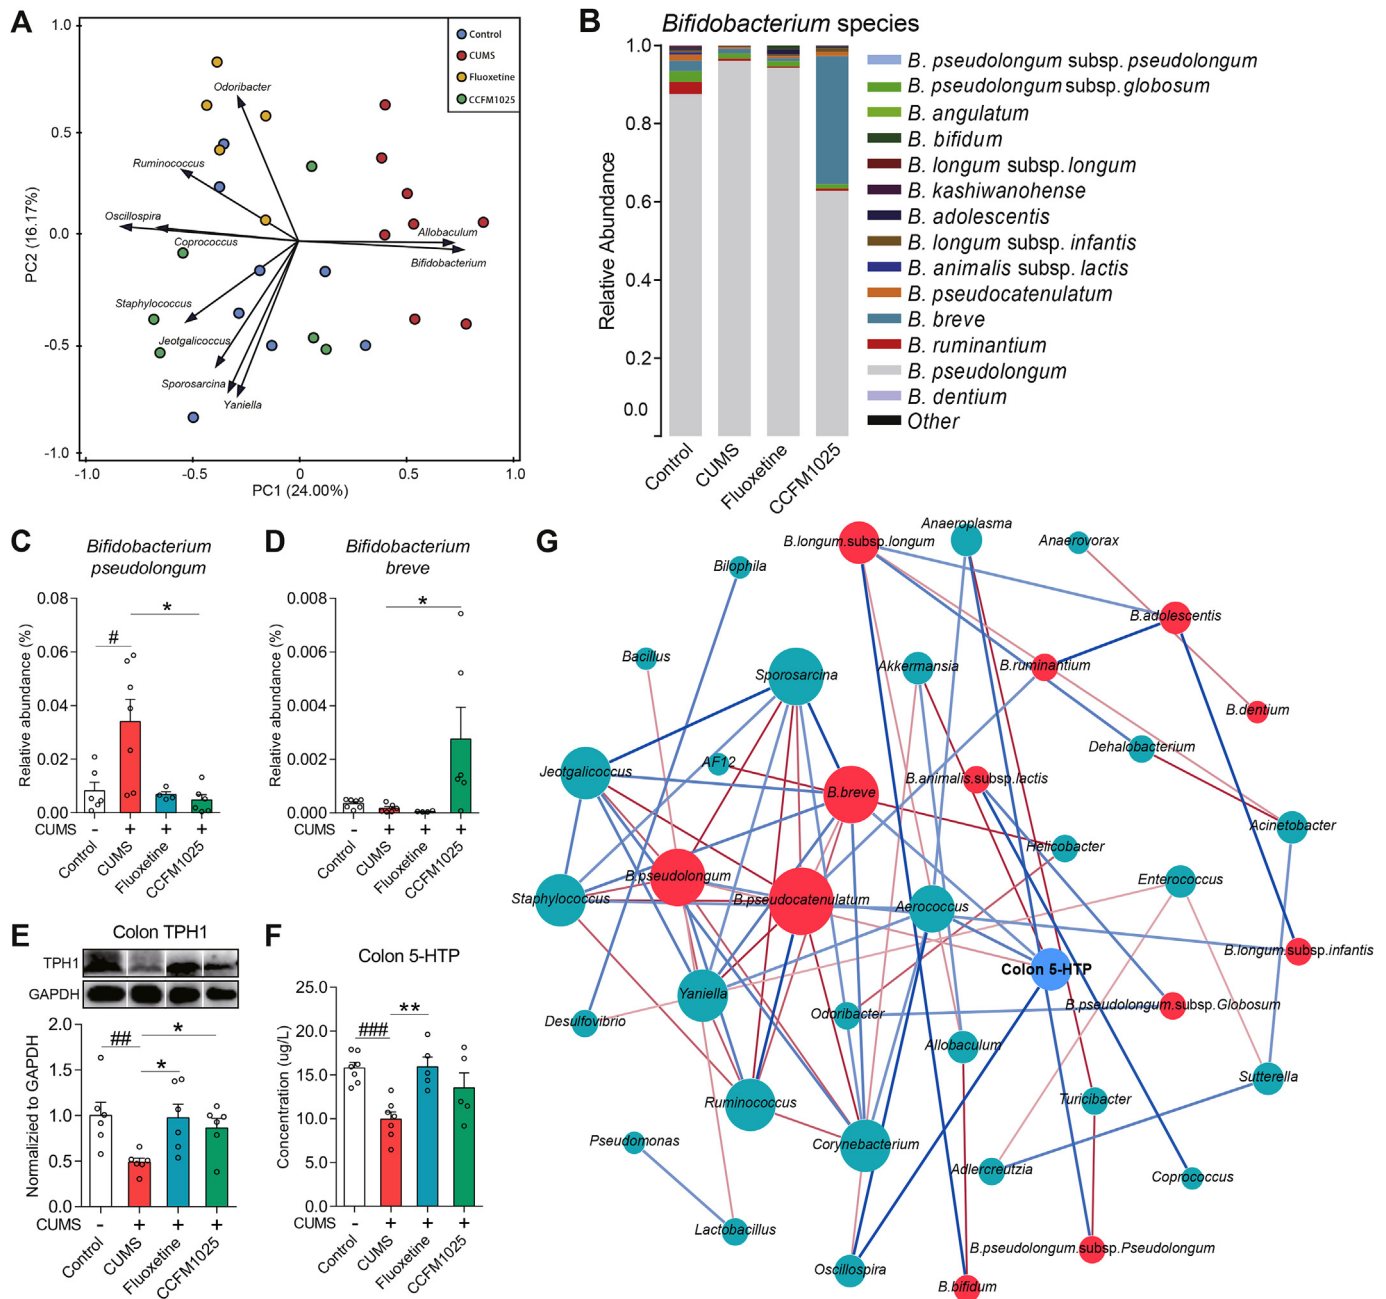 A
1.0
0.5
0.0
-0.5
-1.0
PC2 (16.17%)
-1.0
-0.5
0
0.5
1.0
PC1 (24.00%)
Control
CUMS
Fluoxetine
CCFM1025
Odoribacter
Ruminococcus
Oscillospira
Coprococcus
Staphylococcus
Jeotgalicoccus
Sporosarcina
Yaniella
Allobaculum
Bifidobacterium
B
Bifidobacterium species
1.0
0.8
0.6
0.4
0.2
0.0
Relative Abundance
Control
CUMS
Fluoxetine
CCFM1025
B. pseudolongum subsp. pseudolongum
B. pseudolongum subsp. globosum
B. angulatum
B. bifidum
B. longum subsp. longum
B. kashiwanohense
B. adolescentis
B. longum subsp. infantis
B. animalis subsp. lactis
B. pseudocatenulatum
B. breve
B. ruminantium
B. pseudolongum
B. dentium
Other
C
Bifidobacterium
pseudolongum
0.08
0.06
0.04
0.02
0.00
Relative abundance (%)
#
*
CUMS - + + +
Control
CUMS
Fluoxetine
CCFM1025
D
Bifidobacterium
breve
0.008
0.006
0.004
0.002
0.000
Relative abundance (%)
*
- + + +
Control
CUMS
Fluoxetine
CCFM1025
E
Colon TPH1
TPH1
GAPDH
2.0
1.5
1.0
0.5
0.0
Normalizied to GAPDH
##
*
*
CUMS - + + +
Control
CUMS
Fluoxetine
CCFM1025
F
Colon 5-HTP
25.0
20.0
15.0
10.0
5.0
0.0
Concentration (ug/L)
###
**
CUMS - + + +
Control
CUMS
Fluoxetine
CCFM1025
G
Anaeroplasma
B.longum.subsp.longum
Anaerovorax
Bilophila
B.adolescentis
Bacillus
Sporosarcina
Akkermansia
B.ruminantium
B.dentium
Dehalobacterium
AF12
Jeotgalicoccus
B.animalis.subsp.lactis
B.breve
Acinetobacter
Helicobacter
B.pseudolongum
Enterococcus
Staphylococcus
B.pseudocatenulatum
Aerococcus
B.longum.subsp.infantis
Colon 5-HTP
Yaniella
B.pseudolongum.subsp.Globosum
Odoribacter
Desulfovibrio
Allobaculum
Sutterella
Ruminococcus
Turicibacter
Pseudomonas
Corynebacterium
Adlercreutzia
Coprococcus
Lactobacillus
B.pseudolongum.subsp.Pseudolongum
Oscillospira
B.bifidum